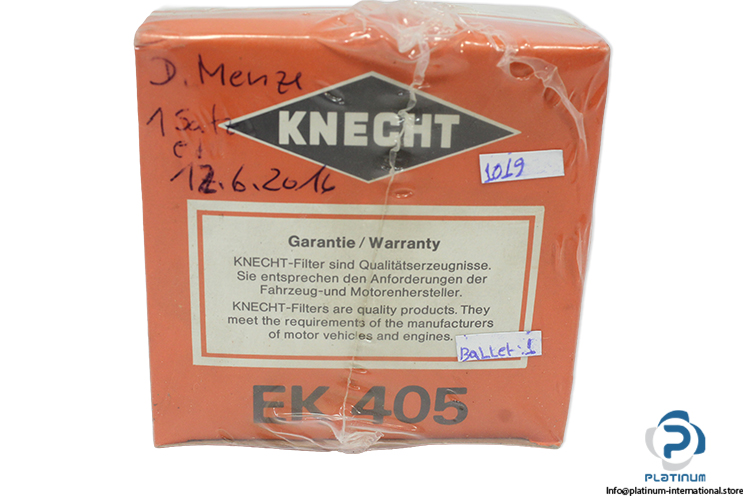 D. Menze
1 Satz
KNECHT
17.6.2014
1019
Garantie / Warranty
KNECHT-Filter sind Qualitätserzeugnisse.
Sie entsprechen den Anforderungen der
Fahrzeug-und Motorenhersteller.
KNECHT-Filters are quality products. They
meet the requirements of the manufacturers
of motor vehicles and engines.
Ballet: 1
EK 405
PLATINUM
Info@platinum-international.store